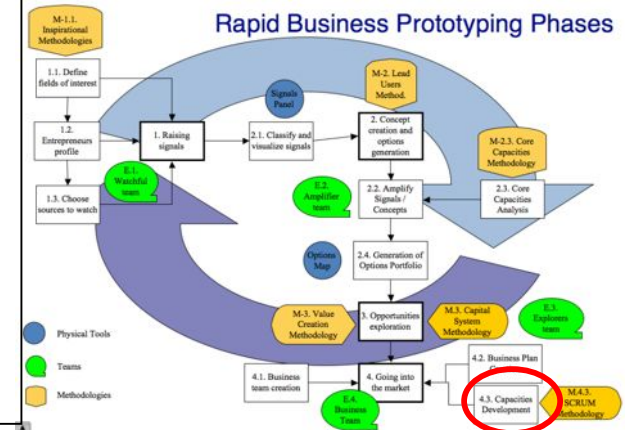 Rapid Business Prototyping Phases
M-1.1.
Inspirational
Methodologies
1.1. Define
fields of interest
1.2.
Entrepreneurs
profile
1.3. Choose
sources to watch
1. Raising
signals
E.1.
Watchful
team
Signals
Panel
2.1. Classify and
visualize signals
M-2. Lead
Users
Method.
2. Concept
creation and
options
generation
M-2.3. Core
Capacities
Methodology
E.2.
Amplifier
team
2.2. Amplify
Signals /
Concepts
2.3. Core
Capacities
Analysis
Options
Map
2.4. Generation of
Options Portfolio
M-3. Value
Creation
Methodology
3. Opportunities
exploration
M.3. Capital
System
Methodology
E.3.
Explorers
team
Physical Tools
Teams
Methodologies
4.1. Business
team creation
4. Going into
the market
E.4.
Business
Team
4.2. Business Plan
4.3. Capacities
Development
M.4.3.
SCRUM
Methodology